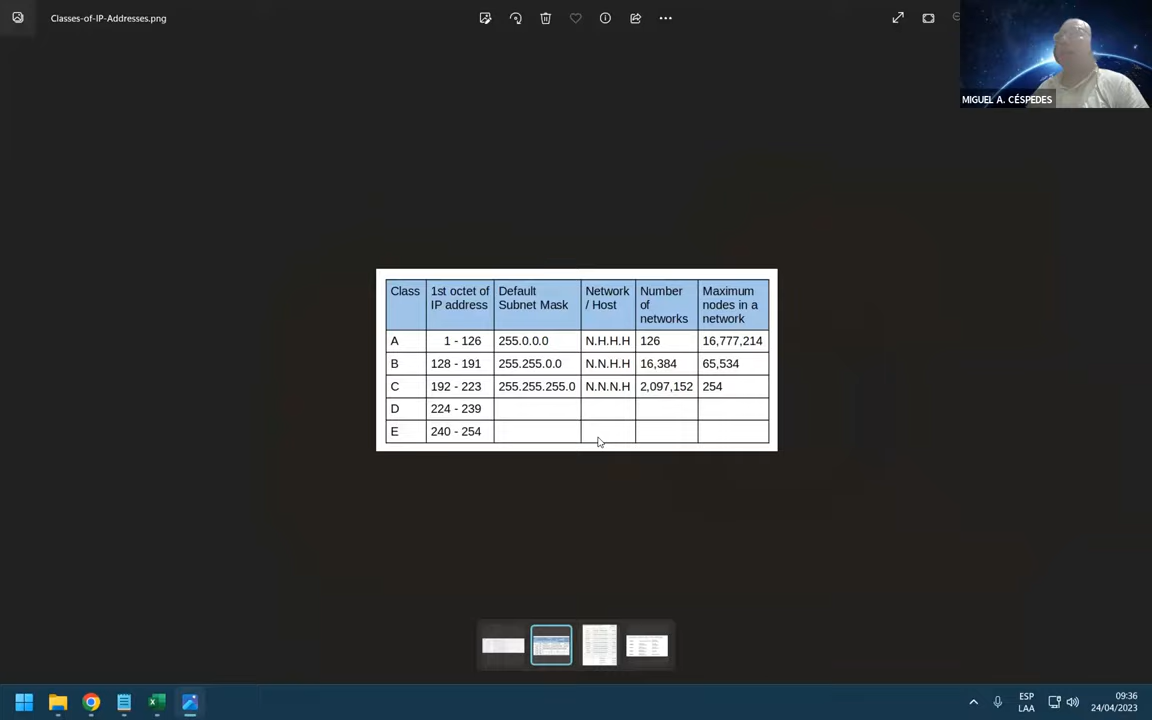 Classes-of-IP-Addresses.png
MIGUEL A. CÉSPEDES
Class 1st octet of IP address Default Subnet Mask Network / Host Number of networks Maximum nodes in a network
A 1 - 126 255.0.0.0 N.H.H.H 126 16,777,214
B 128 - 191 255.255.0.0 N.N.H.H 16,384 65,534
C 192 - 223 255.255.255.0 N.N.N.H 2,097,152 254
D 224 - 239
E 240 - 254
ESP
LAA
09:36
24/04/2023